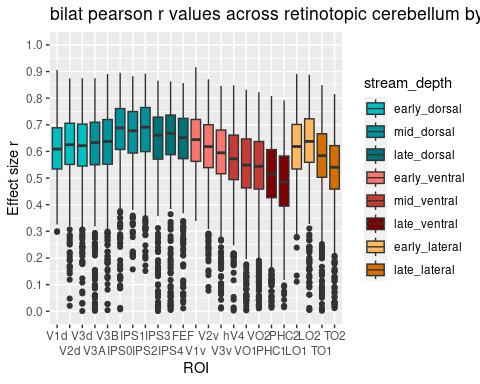 bilat pearson r values across retinotopic cerebellum by
Effect size r
1.0
0.9
0.8
0.7
0.6
0.5
0.4
0.3
0.2
0.1
0.0
V1d V3d V3B IPS1 IPS3 FEF V2v hV4 VO2 PHC2 LO2 TO2
V2d V3A IPS0 IPS2 IPS4 V1v V3v VO1 PHC1 LO1 TO1
ROI
stream_depth
early_dorsal
mid_dorsal
late_dorsal
early_ventral
mid_ventral
late_ventral
early_lateral
late_lateral